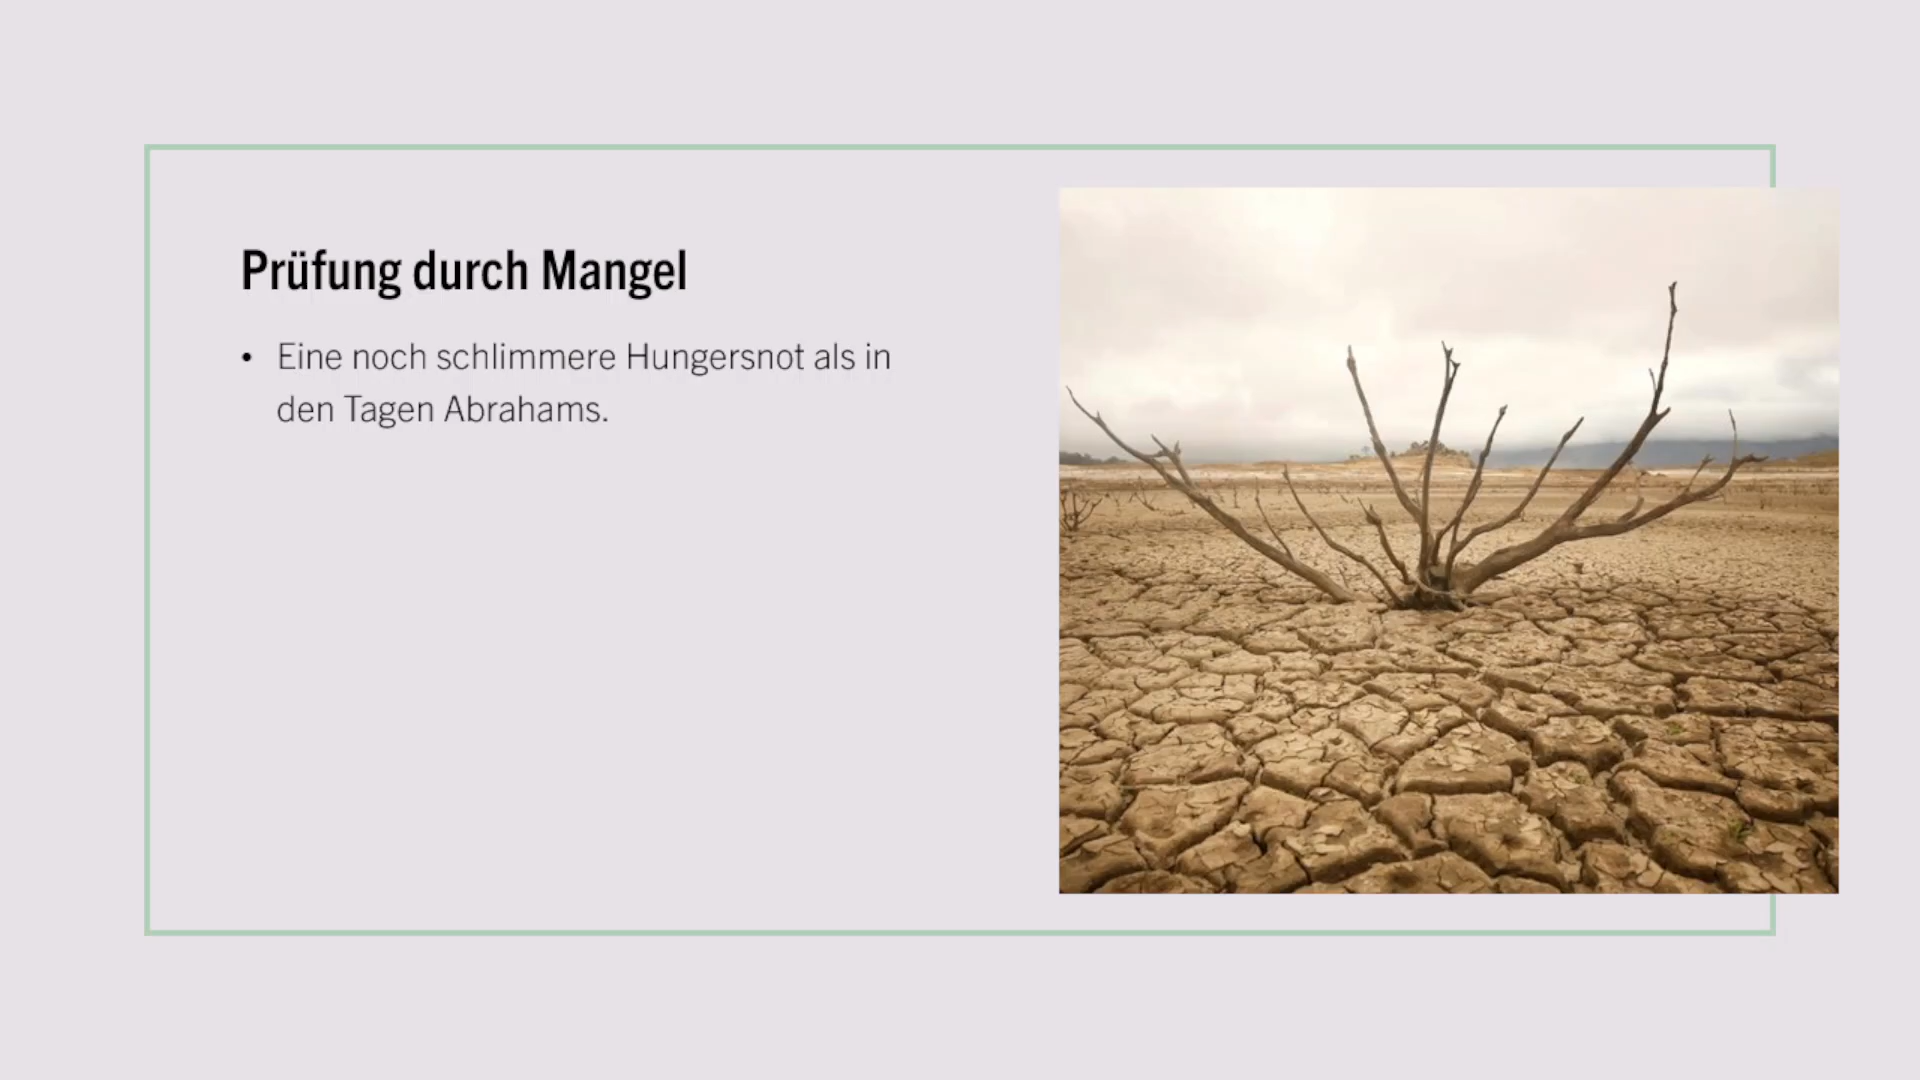 Prüfung durch Mangel
• Eine noch schlimmere Hungersnot als in
den Tagen Abrahams.